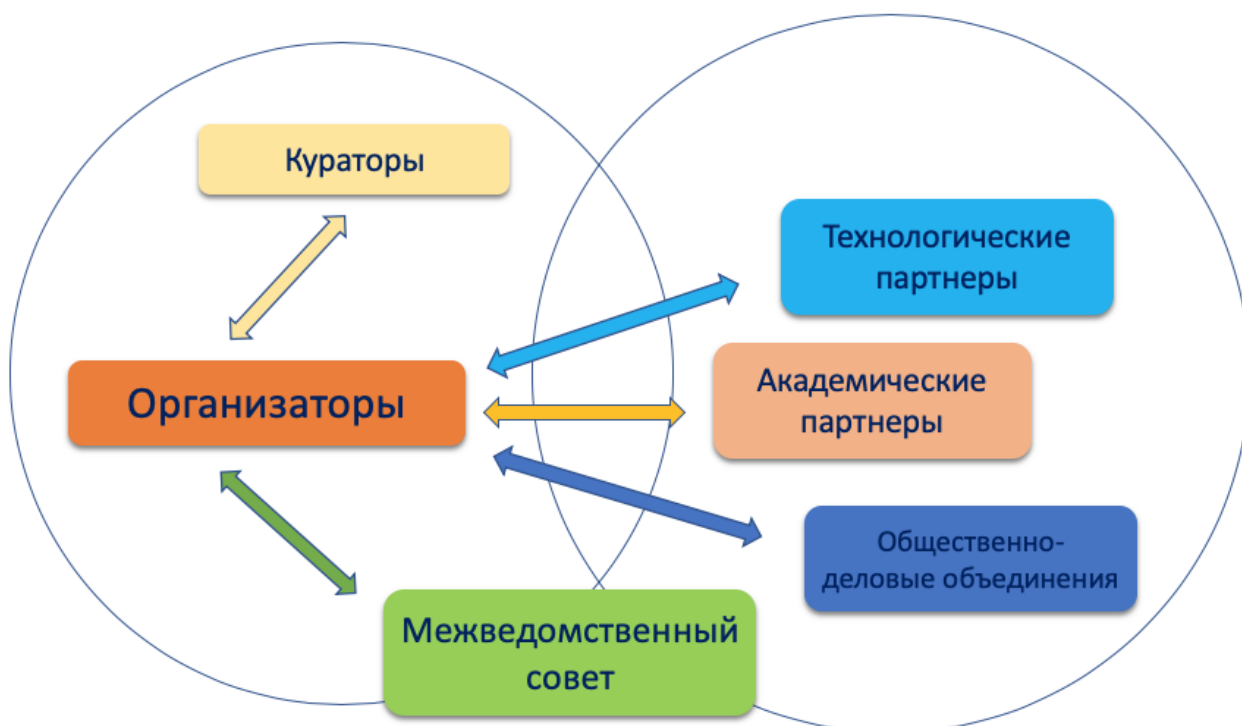 Кураторы
Технологические
партнеры
Организаторы
Академические
партнеры
Общественно-
деловые объединения
Межведомственный
совет